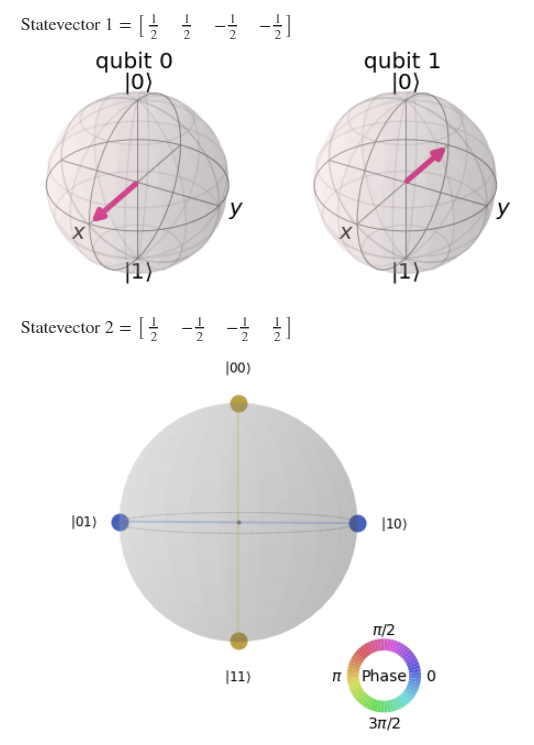 Statevector 1 = [ 1/2 1/2 −1/2 −1/2 ]
qubit 0 qubit 1
|0⟩ |0⟩
y y
x x
|1⟩ |1⟩
Statevector 2 = [ 1/2 −1/2 −1/2 1/2 ]
|00⟩
|01⟩ |10⟩
π/2
|11⟩ π Phase 0
3π/2